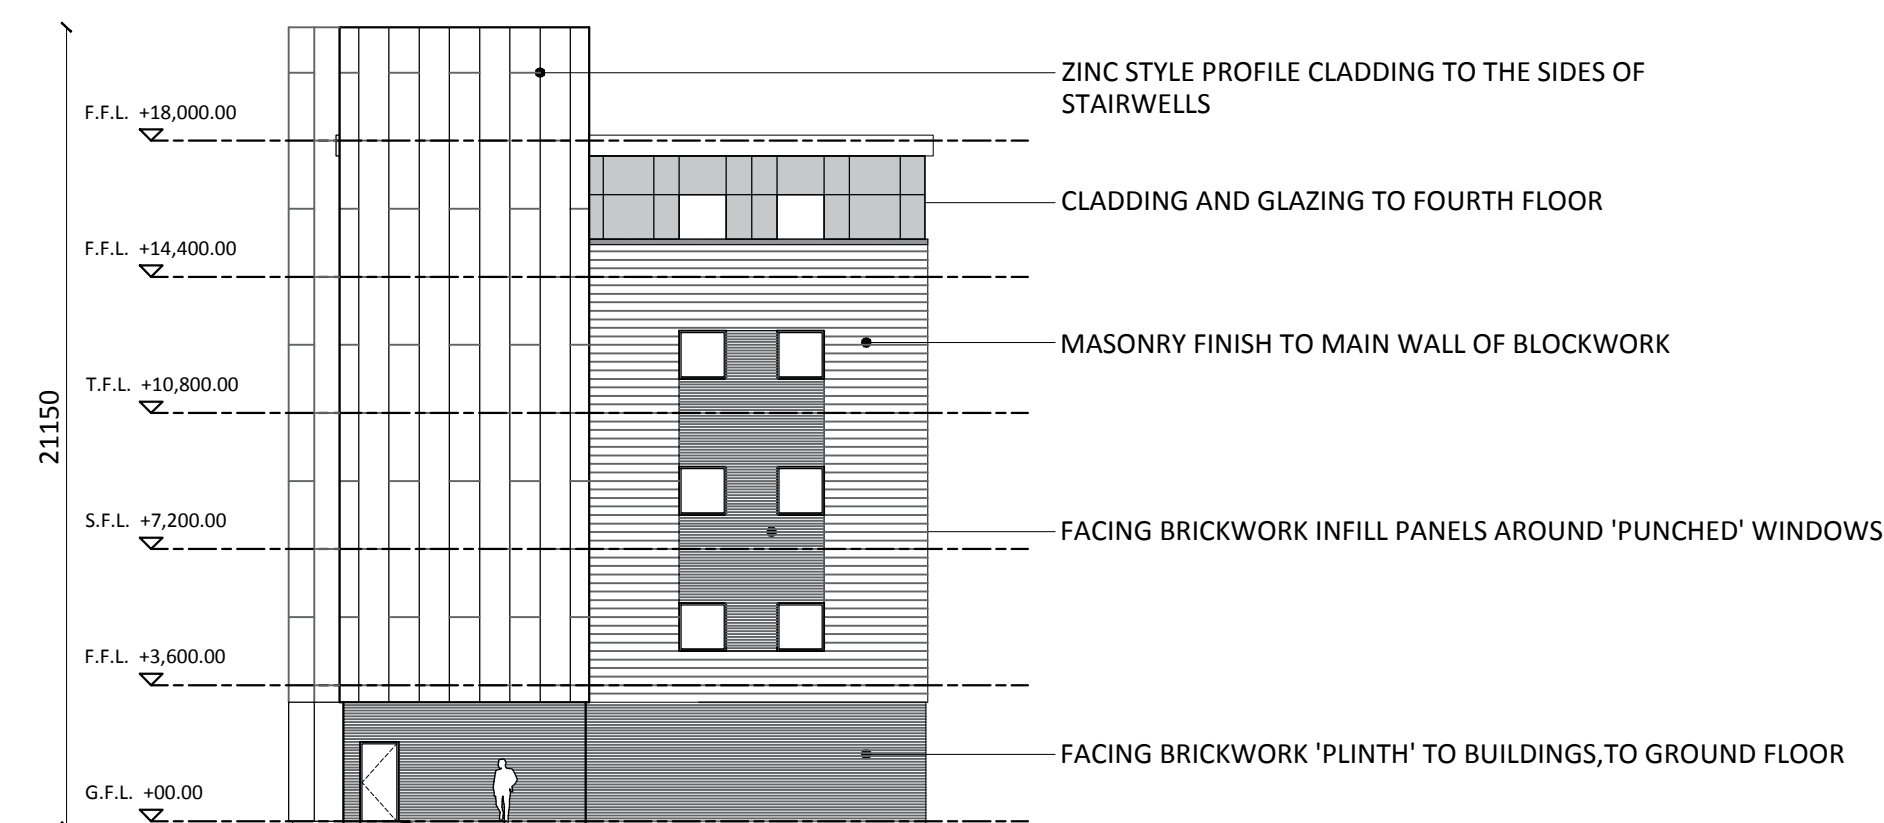 ZINC STYLE PROFILE CLADDING TO THE SIDES OF
STAIRWELLS
F.F.L. +18,000.00
CLADDING AND GLAZING TO FOURTH FLOOR
F.F.L. +14,400.00
MASONRY FINISH TO MAIN WALL OF BLOCKWORK
T.F.L. +10,800.00
21150
S.F.L. +7,200.00
FACING BRICKWORK INFILL PANELS AROUND 'PUNCHED' WINDOWS
F.F.L. +3,600.00
FACING BRICKWORK 'PLINTH' TO BUILDINGS,TO GROUND FLOOR
G.F.L. +00.00